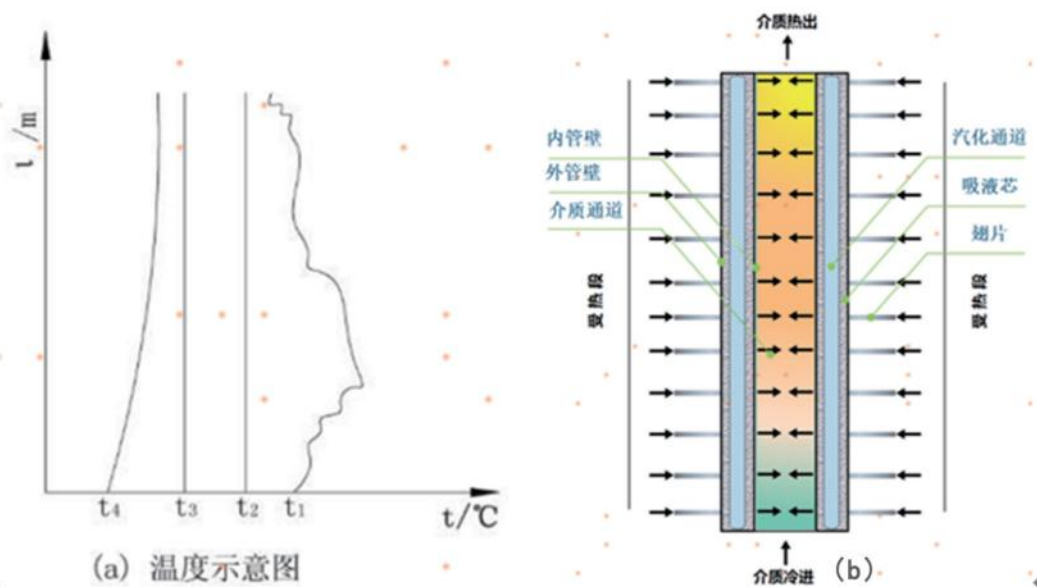 ι /m
t₄
t₃
t₂
t₁
t/℃
(a) 温度示意图
介质热出
内管壁
外管壁
介质通道
汽化通道
吸液芯
翅片
受热段
受热段
介质冷进
(b)